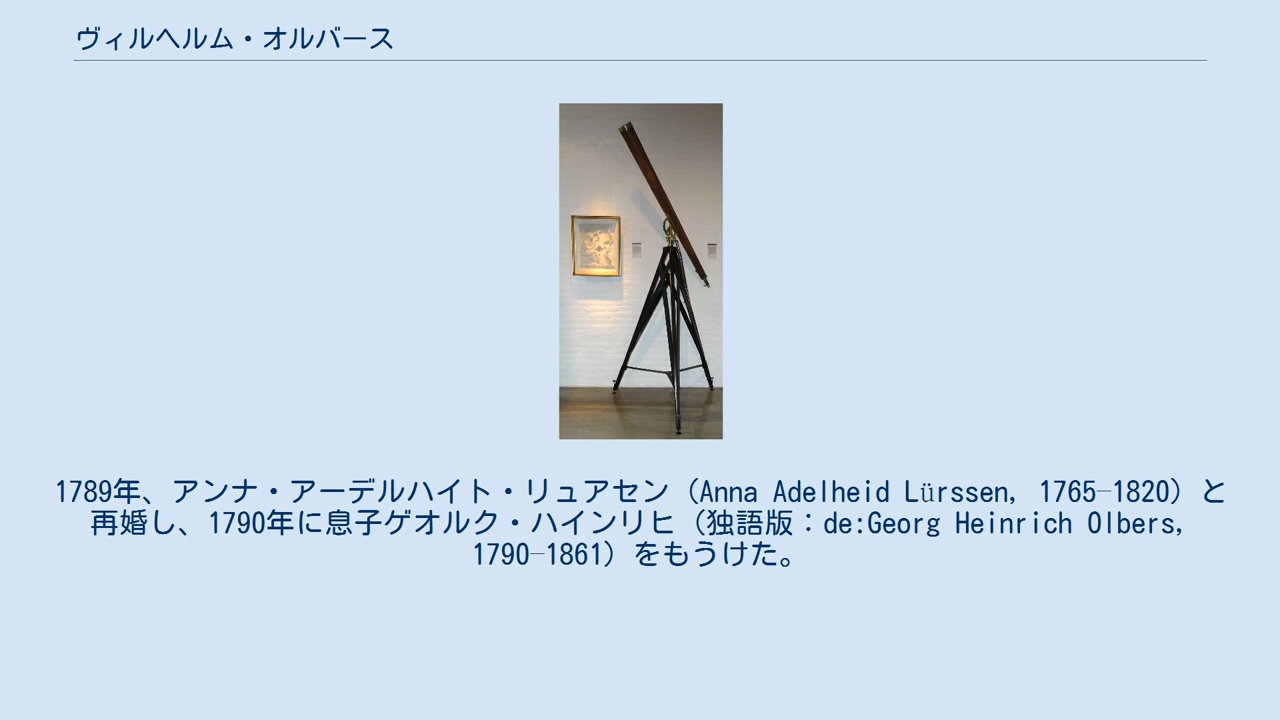 ヴィルヘルム・オルバース
1789年、アンナ・アーデルハイト・リュアセン（Anna Adelheid Lürssen, 1765–1820）と
再婚し、1790年に息子ゲオルク・ハインリヒ（独語版：de:Georg Heinrich Olbers,
1790–1861）をもうけた。